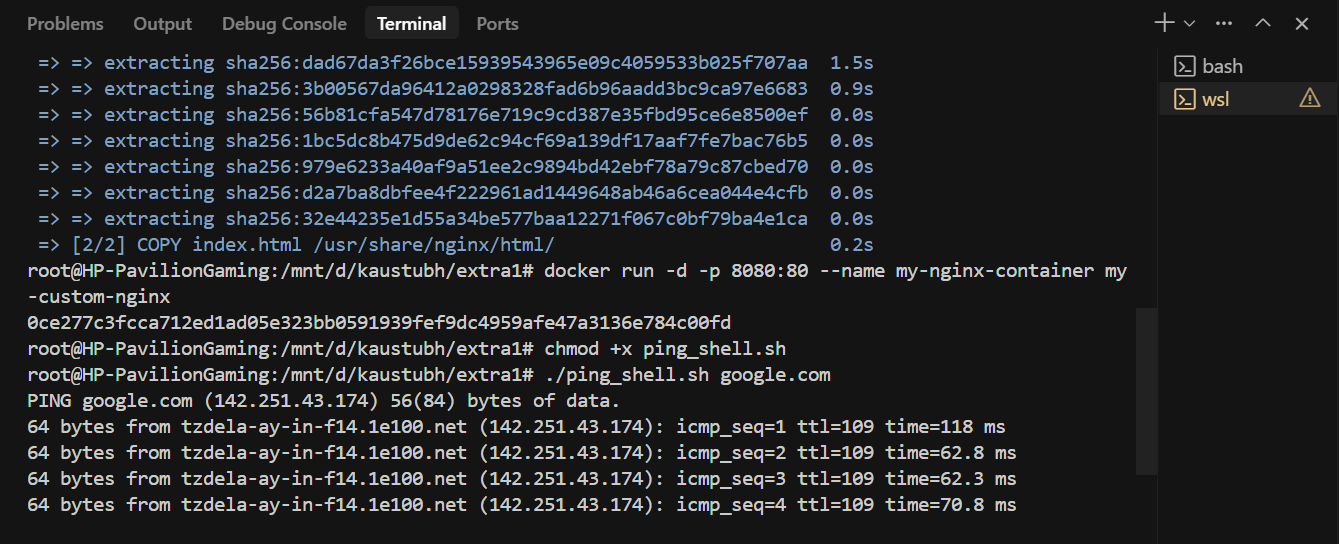 Problems Output Debug Console Terminal Ports
=> => extracting sha256:dad67da3f26bce15939543965e09c4059533b025f707aa 1.5s
=> => extracting sha256:3b00567da96412a0298328fad6b96aadd3bc9ca97e6683 0.9s
=> => extracting sha256:56b81cfa547d78176e719c9cd387e35fbd95ce6e8500ef 0.0s
=> => extracting sha256:1bc5dc8b475d9de62c94cf69a139df17aaf7fe7bac76b5 0.0s
=> => extracting sha256:979e6233a40af9a51ee2c9894bd42ebf78a79c87cbed70 0.0s
=> => extracting sha256:d2a7ba8dbfee4f222961ad1449648ab46a6cea044e4cfb 0.0s
=> => extracting sha256:32e44235e1d55a34be577baa12271f067c0bf79ba4e1ca 0.0s
=> [2/2] COPY index.html /usr/share/nginx/html/ 0.2s
root@HP-PavilionGaming:/mnt/d/kaustubh/extra1# docker run -d -p 8080:80 --name my-nginx-container my
-custom-nginx
0ce277c3fcca712ed1ad05e323bb0591939fef9dc4959afe47a3136e784c00fd
root@HP-PavilionGaming:/mnt/d/kaustubh/extra1# chmod +x ping_shell.sh
root@HP-PavilionGaming:/mnt/d/kaustubh/extra1# ./ping_shell.sh google.com
PING google.com (142.251.43.174) 56(84) bytes of data.
64 bytes from tzdela-ay-in-f14.1e100.net (142.251.43.174): icmp_seq=1 ttl=109 time=118 ms
64 bytes from tzdela-ay-in-f14.1e100.net (142.251.43.174): icmp_seq=2 ttl=109 time=62.8 ms
64 bytes from tzdela-ay-in-f14.1e100.net (142.251.43.174): icmp_seq=3 ttl=109 time=62.3 ms
64 bytes from tzdela-ay-in-f14.1e100.net (142.251.43.174): icmp_seq=4 ttl=109 time=70.8 ms
bash
wsl